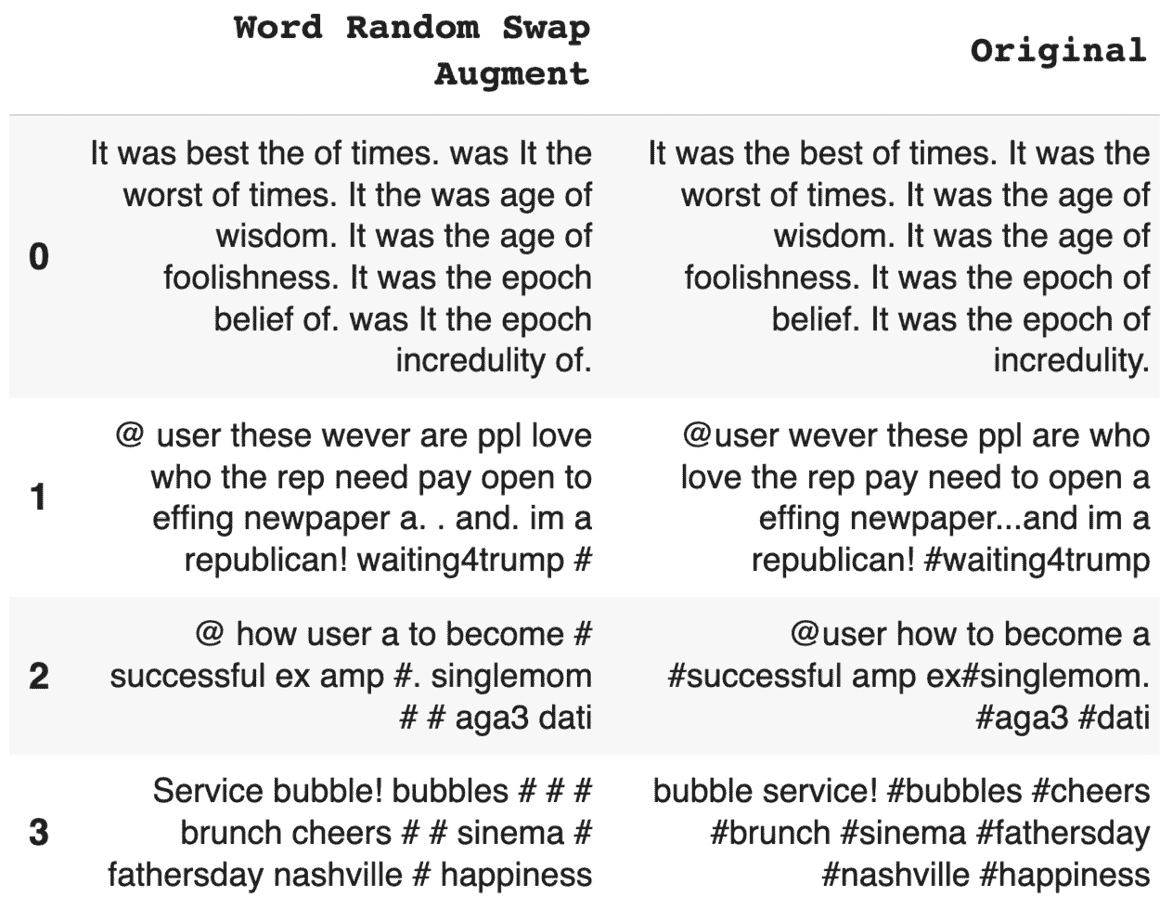 Word Random Swap
Augment
Original
0
It was best the of times. was It the
worst of times. It the was age of
wisdom. It was the age of
foolishness. It was the epoch
belief of. was It the epoch
incredulity of.
It was the best of times. It was the
worst of times. It was the age of
wisdom. It was the age of
foolishness. It was the epoch of
belief. It was the epoch of
incredulity.
1
@ user these wever are ppl love
who the rep need pay open to
effing newpaper a. . and. im a
republican! waiting4trump #
@user wever these ppl are who
love the rep pay need to open a
effing newpaper...and im a
republican! #waiting4trump
2
@ how user a to become #
successful ex amp #. singlemom
# # aga3 dati
@user how to become a
#successful amp ex#singlemom.
#aga3 #dati
3
Service bubble! bubbles # # #
brunch cheers # # sinema #
fathersday nashville # happiness
bubble service! #bubbles #cheers
#brunch #sinema #fathersday
#nashville #happiness